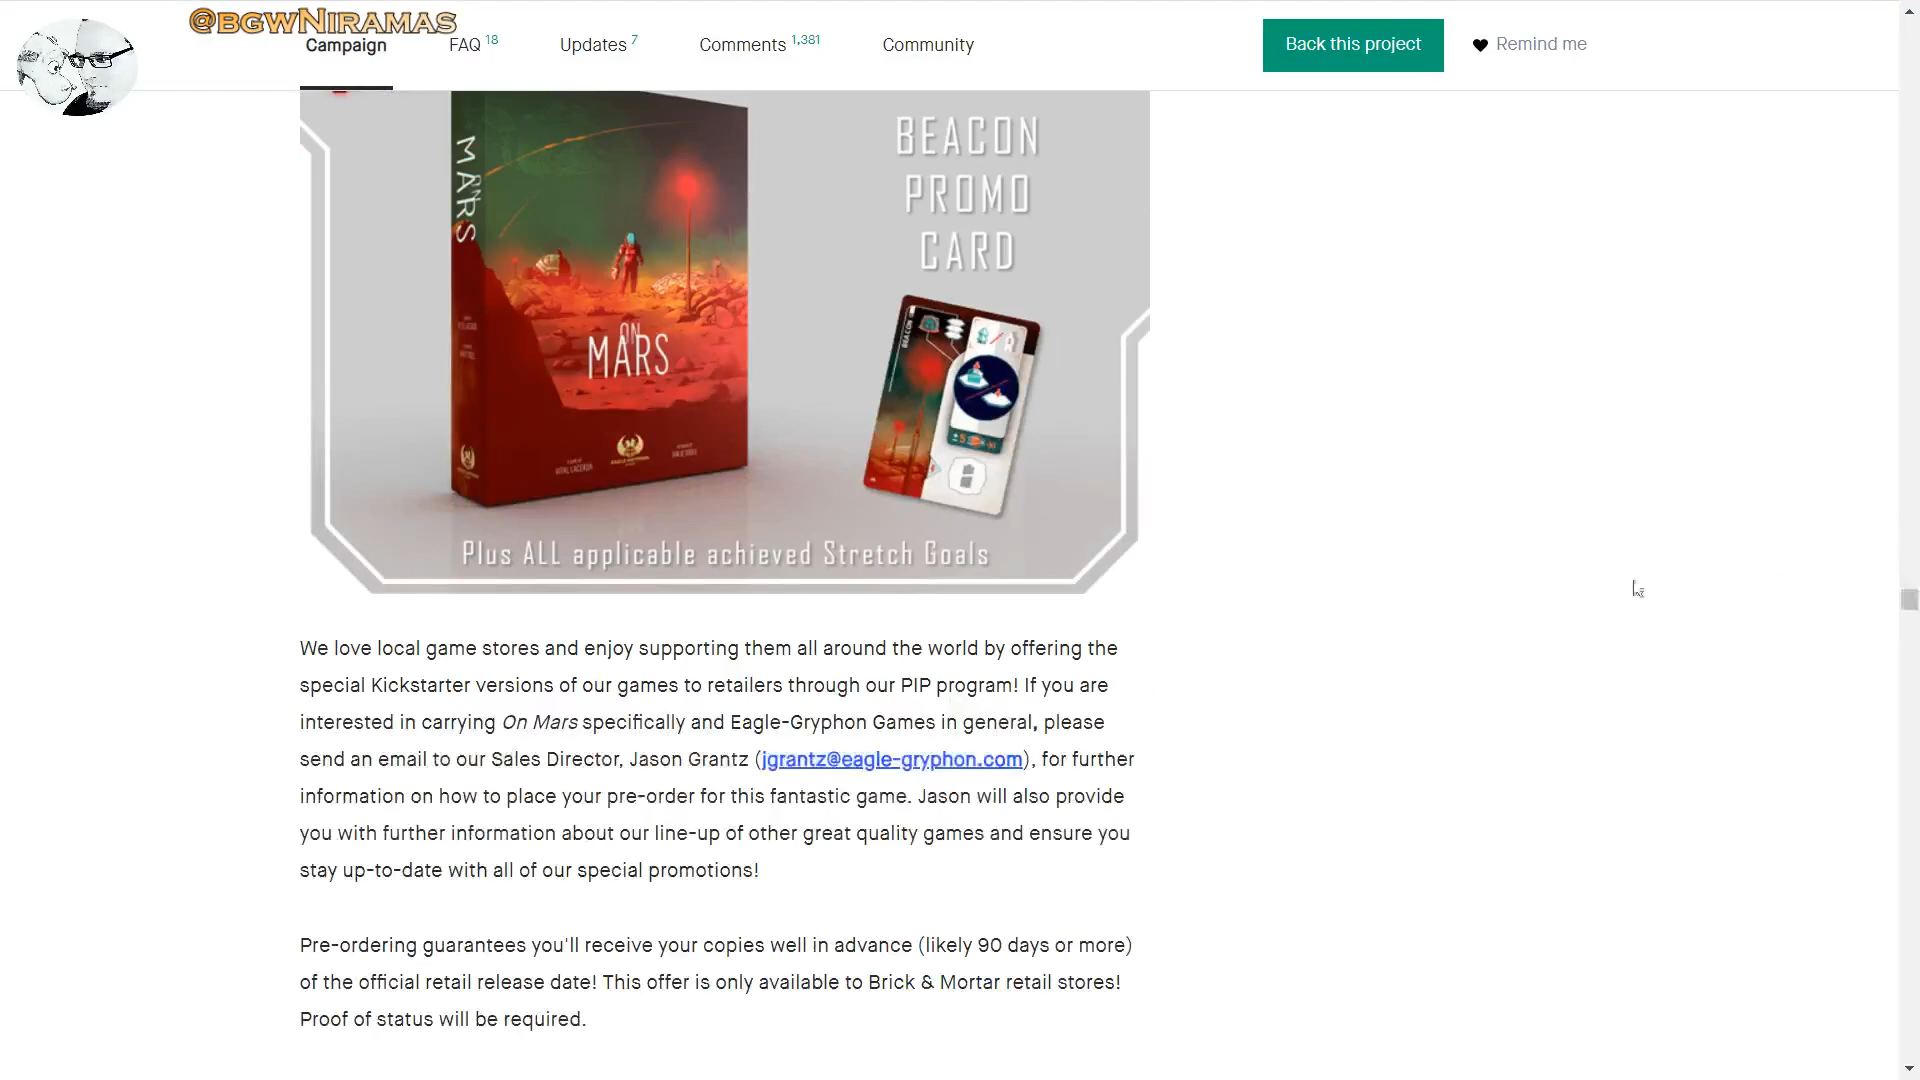 @BGWNIRAMAS
Campaign
FAQ 18
Updates 7
Comments 1,381
Community
Back this project
Remind me
ON MARS
BEACON
PROMO
CARD
BEACON
ON
MARS
VITAL LACERDA
Plus ALL applicable achieved Stretch Goals
We love local game stores and enjoy supporting them all around the world by offering the
special Kickstarter versions of our games to retailers through our PIP program! If you are
interested in carrying On Mars specifically and Eagle-Gryphon Games in general, please
send an email to our Sales Director, Jason Grantz (jgrantz@eagle-gryphon.com), for further
information on how to place your pre-order for this fantastic game. Jason will also provide
you with further information about our line-up of other great quality games and ensure you
stay up-to-date with all of our special promotions!
Pre-ordering guarantees you'll receive your copies well in advance (likely 90 days or more)
of the official retail release date! This offer is only available to Brick & Mortar retail stores!
Proof of status will be required.